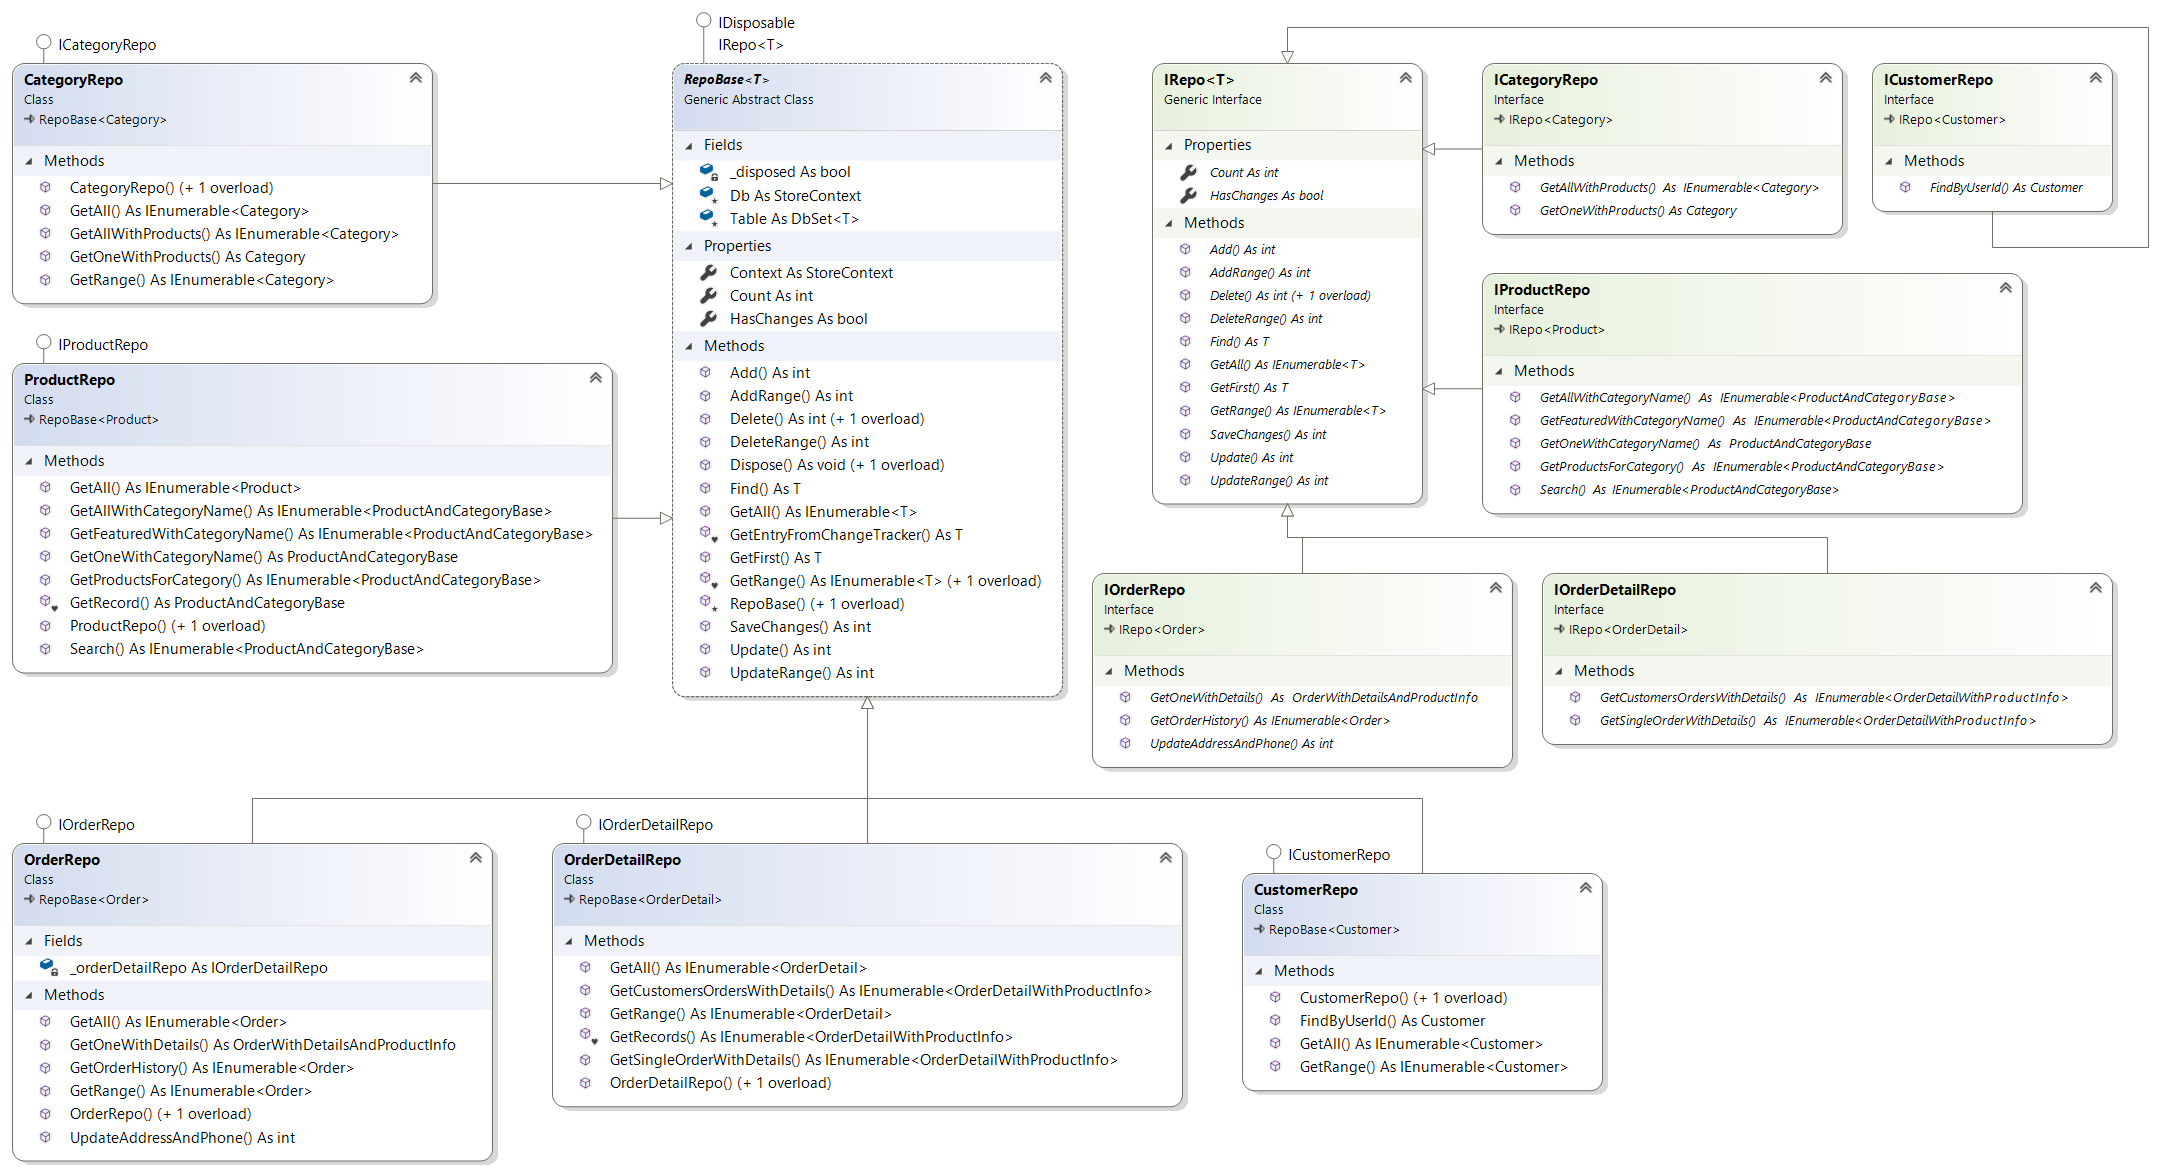 ICategoryRepo
CategoryRepo
Class
RepoBase<Category>
Methods
CategoryRepo() (+ 1 overload)
GetAll() As IEnumerable<Category>
GetAllWithProducts() As IEnumerable<Category>
GetOneWithProducts() As Category
GetRange() As IEnumerable<Category>
IProductRepo
ProductRepo
Class
RepoBase<Product>
Methods
GetAll() As IEnumerable<Product>
GetAllWithCategoryName() As IEnumerable<ProductAndCategoryBase>
GetFeaturedWithCategoryName() As IEnumerable<ProductAndCategoryBase>
GetOneWithCategoryName() As ProductAndCategoryBase
GetProductsForCategory() As IEnumerable<ProductAndCategoryBase>
GetRecord() As ProductAndCategoryBase
ProductRepo() (+ 1 overload)
Search() As IEnumerable<ProductAndCategoryBase>
IDisposable
IRepo<T>
RepoBase<T>
Generic Abstract Class
Fields
_disposed As bool
Db As StoreContext
Table As DbSet<T>
Properties
Context As StoreContext
Count As int
HasChanges As bool
Methods
Add() As int
AddRange() As int
Delete() As int (+ 1 overload)
DeleteRange() As int
Dispose() As void (+ 1 overload)
Find() As T
GetAll() As IEnumerable<T>
GetEntryFromChangeTracker() As T
GetFirst() As T
GetRange() As IEnumerable<T> (+ 1 overload)
RepoBase() (+ 1 overload)
SaveChanges() As int
Update() As int
UpdateRange() As int
IRepo<T>
Generic Interface
Properties
Count As int
HasChanges As bool
Methods
Add() As int
AddRange() As int
Delete() As int (+ 1 overload)
DeleteRange() As int
Find() As T
GetAll() As IEnumerable<T>
GetFirst() As T
GetRange() As IEnumerable<T>
SaveChanges() As int
Update() As int
UpdateRange() As int
ICategoryRepo
Interface
IRepo<Category>
Methods
GetAllWithProducts() As IEnumerable<Category>
GetOneWithProducts() As Category
ICustomerRepo
Interface
IRepo<Customer>
Methods
FindByUserId() As Customer
IProductRepo
Interface
IRepo<Product>
Methods
GetAllWithCategoryName() As IEnumerable<ProductAndCategoryBase>
GetFeaturedWithCategoryName() As IEnumerable<ProductAndCategoryBase>
GetOneWithCategoryName() As ProductAndCategoryBase
GetProductsForCategory() As IEnumerable<ProductAndCategoryBase>
Search() As IEnumerable<ProductAndCategoryBase>
IOrderRepo
Interface
IRepo<Order>
Methods
GetOneWithDetails() As OrderWithDetailsAndProductInfo
GetOrderHistory() As IEnumerable<Order>
UpdateAddressAndPhone() As int
IOrderDetailRepo
Interface
IRepo<OrderDetail>
Methods
GetCustomersOrdersWithDetails() As IEnumerable<OrderDetailWithProductInfo>
GetSingleOrderWithDetails() As IEnumerable<OrderDetailWithProductInfo>
IOrderRepo
OrderRepo
Class
RepoBase<Order>
Fields
_orderDetailRepo As IOrderDetailRepo
Methods
GetAll() As IEnumerable<Order>
GetOneWithDetails() As OrderWithDetailsAndProductInfo
GetOrderHistory() As IEnumerable<Order>
GetRange() As IEnumerable<Order>
OrderRepo() (+ 1 overload)
UpdateAddressAndPhone() As int
IOrderDetailRepo
OrderDetailRepo
Class
RepoBase<OrderDetail>
Methods
GetAll() As IEnumerable<OrderDetail>
GetCustomersOrdersWithDetails() As IEnumerable<OrderDetailWithProductInfo>
GetRange() As IEnumerable<OrderDetail>
GetRecords() As IEnumerable<OrderDetailWithProductInfo>
GetSingleOrderWithDetails() As IEnumerable<OrderDetailWithProductInfo>
OrderDetailRepo() (+ 1 overload)
ICustomerRepo
CustomerRepo
Class
RepoBase<Customer>
Methods
CustomerRepo() (+ 1 overload)
FindByUserId() As Customer
GetAll() As IEnumerable<Customer>
GetRange() As IEnumerable<Customer>